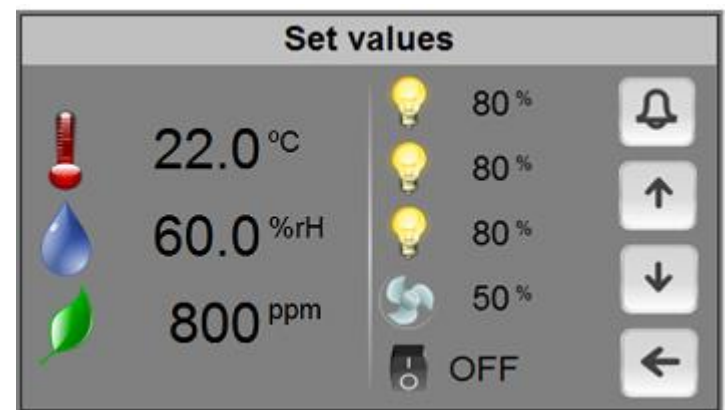 Set values
22.0 °C
60.0 %rH
800 ppm
80 %
80 %
80 %
50 %
OFF